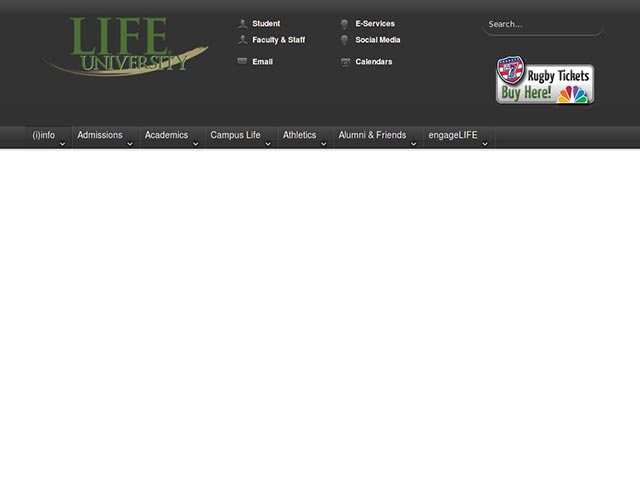 LIFE
UNIVERSITY
Student
E-Services
Search...
Faculty & Staff
Social Media
Email
Calendars
Rugby Tickets
Buy Here!
(i)info
Admissions
Academics
Campus Life
Athletics
Alumni & Friends
engageLIFE